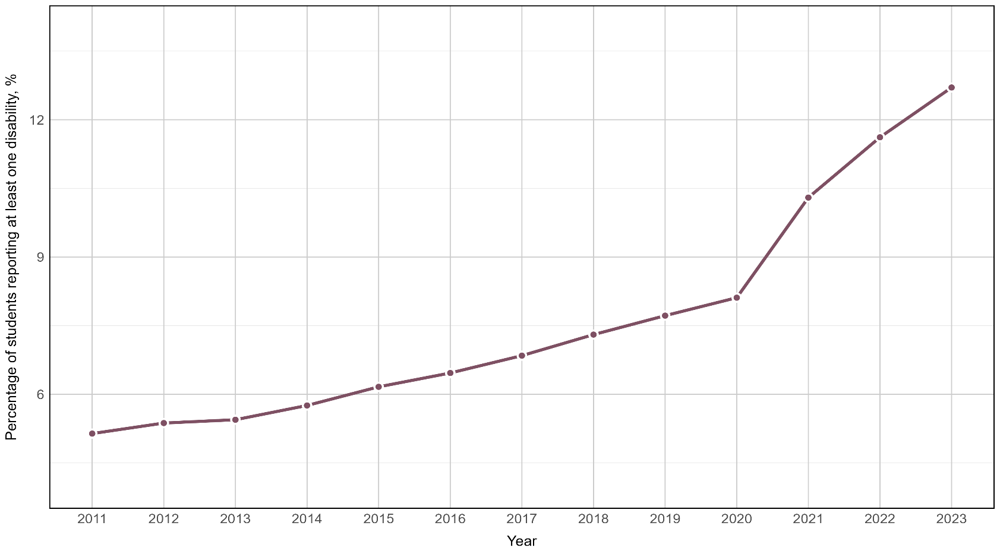 Percentage of students reporting at least one disability, %
12
9
6
2011 2012 2013 2014 2015 2016 2017 2018 2019 2020 2021 2022 2023
Year